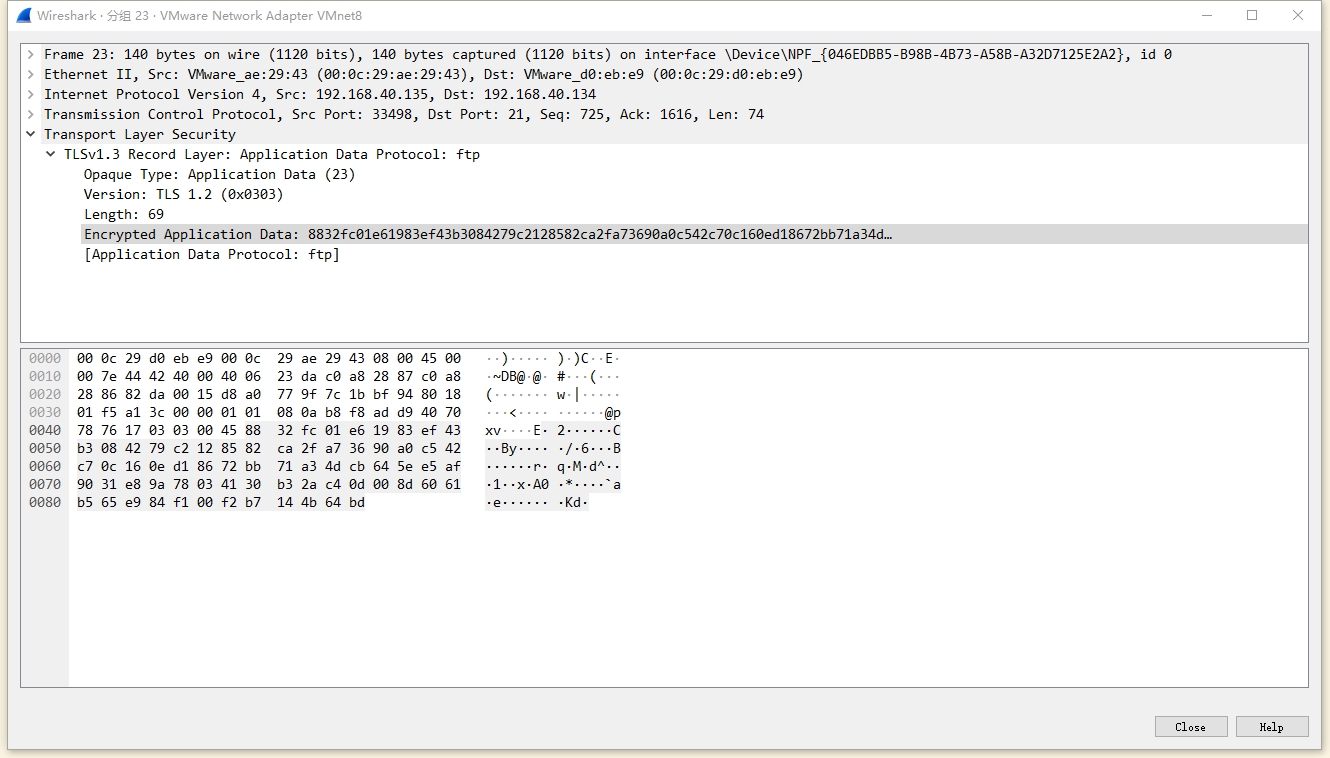 Wireshark · 分组 23 · VMware Network Adapter VMnet8
Frame 23: 140 bytes on wire (1120 bits), 140 bytes captured (1120 bits) on interface \Device\NPF_{046EDBB5-B98B-4B73-A58B-A32D7125E2A2}, id 0
Ethernet II, Src: VMware_ae:29:43 (00:0c:29:ae:29:43), Dst: VMware_d0:eb:e9 (00:0c:29:d0:eb:e9)
Internet Protocol Version 4, Src: 192.168.40.135, Dst: 192.168.40.134
Transmission Control Protocol, Src Port: 33498, Dst Port: 21, Seq: 725, Ack: 1616, Len: 74
Transport Layer Security
TLSv1.3 Record Layer: Application Data Protocol: ftp
Opaque Type: Application Data (23)
Version: TLS 1.2 (0x0303)
Length: 69
Encrypted Application Data: 8832fc01e61983ef43b3084279c2128582ca2fa73690a0c542c70c160ed18672bb71a34d…
[Application Data Protocol: ftp]
0000 00 0c 29 d0 eb e9 00 0c 29 ae 29 43 08 00 45 00 ··)····· )·)C··E·
0010 00 7e 44 42 40 00 40 06 23 da c0 a8 28 87 c0 a8 ·~DB@·@· #···(···
0020 28 86 82 da 00 15 d8 a0 77 9f 7c 1b bf 94 80 18 (······· w·|·····
0030 01 f5 a1 3c 00 00 01 01 08 0a b8 f8 ad d9 40 70 ···<···· ······@p
0040 78 76 17 03 03 00 45 88 32 fc 01 e6 19 83 ef 43 xv····E· 2······C
0050 b3 08 42 79 c2 12 85 82 ca 2f a7 36 90 a0 c5 42 ··By···· ·/·6···B
0060 c7 0c 16 0e d1 86 72 bb 71 a3 4d cb 64 5e e5 af ······r· q·M·d^··
0070 90 31 e8 9a 78 03 41 30 b3 2a c4 0d 00 8d 60 61 ·1··x·A0 ·*····`a
0080 b5 65 e9 84 f1 00 f2 b7 14 4b 64 bd ·e······ ·Kd·
Close Help